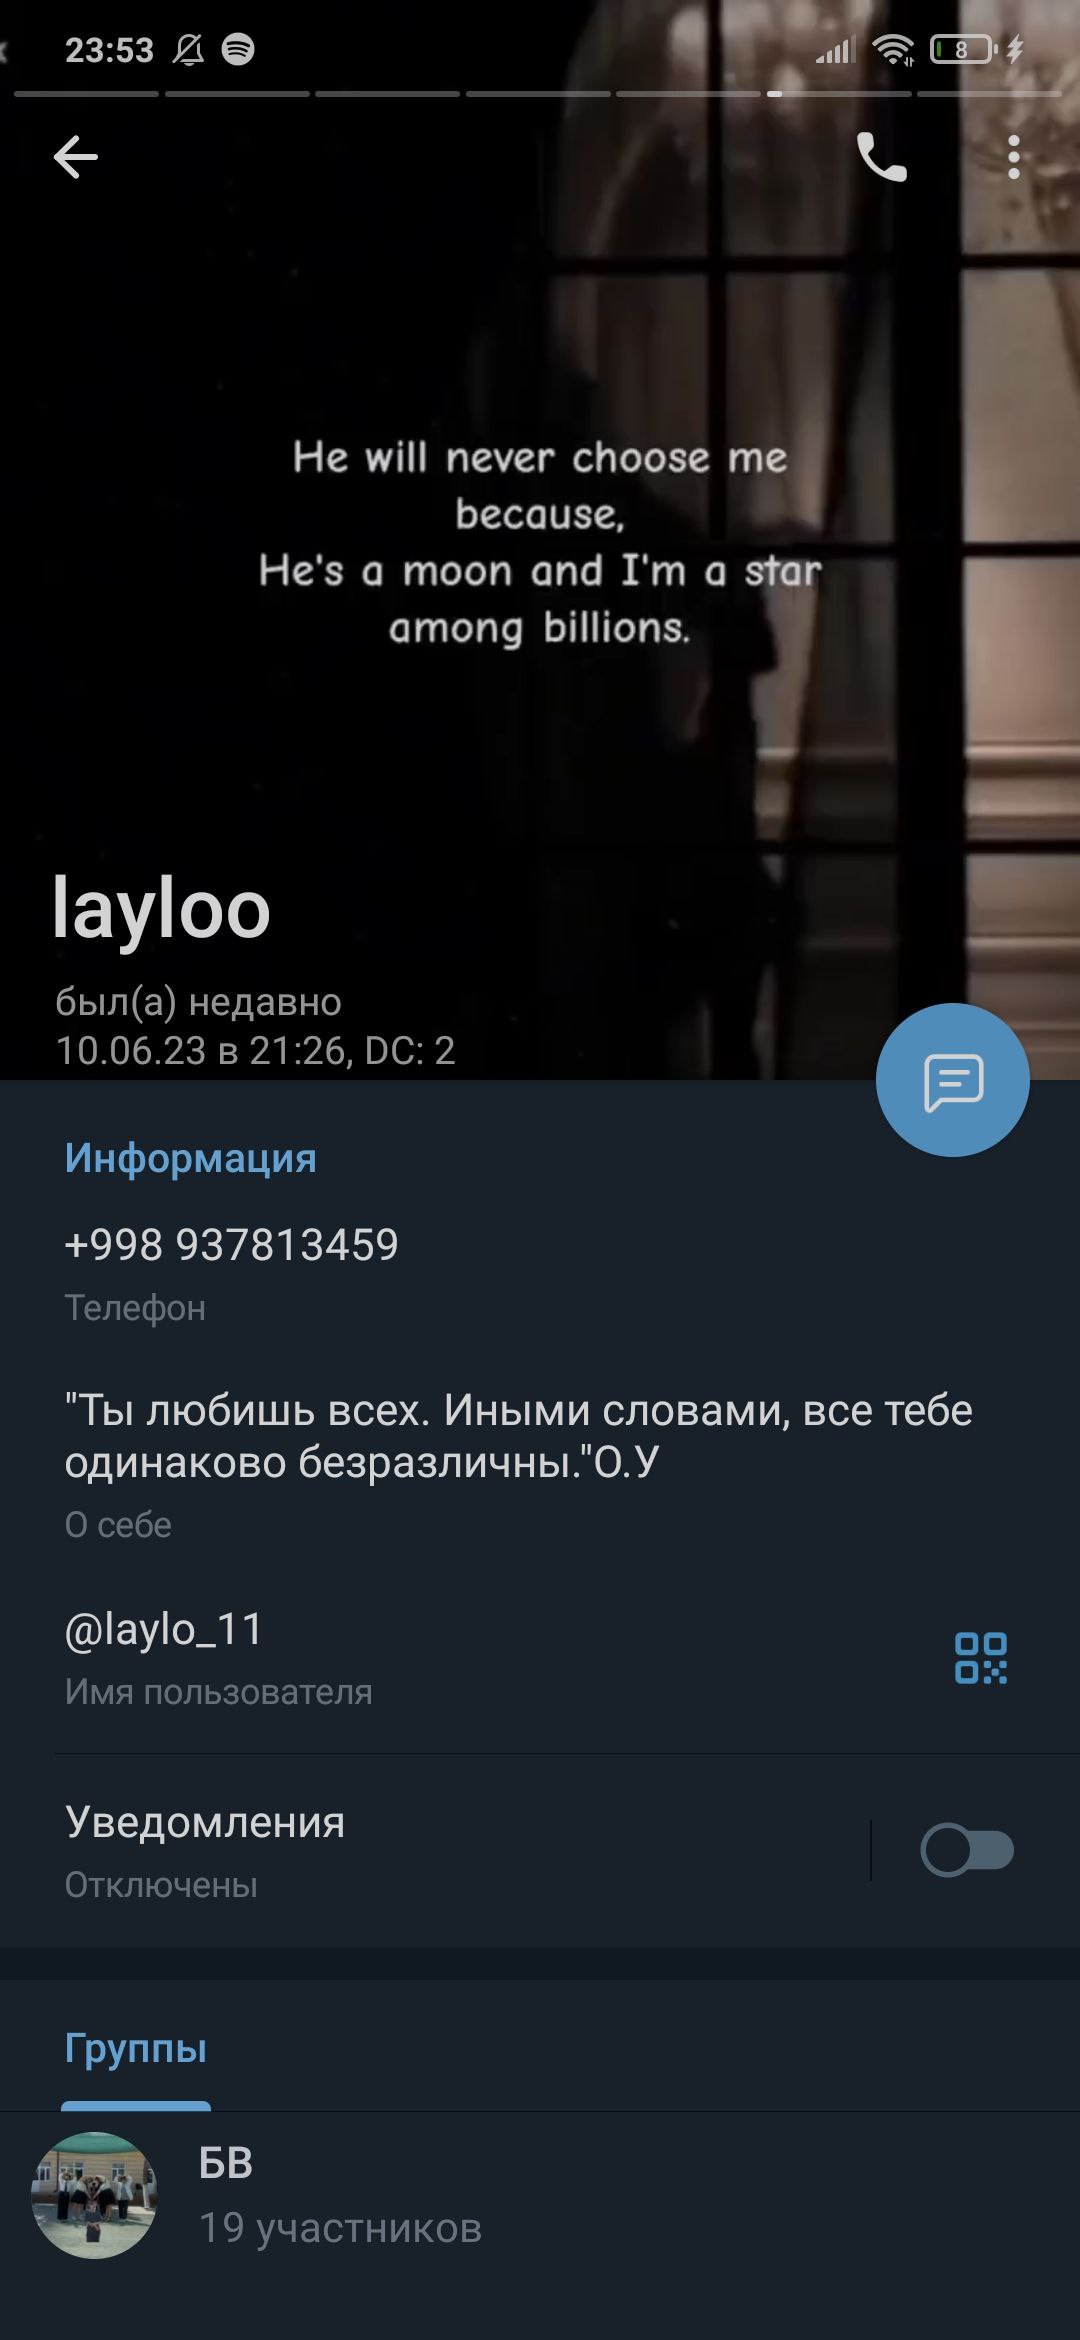 23:53
8
He will never choose me
because,
He's a moon and I'm a star
among billions.
layloo
был(а) недавно
10.06.23 в 21:26, DC: 2
Информация
+998 937813459
Телефон
"Ты любишь всех. Иными словами, все тебе
одинаково безразличны."О.У
О себе
@laylo_11
Имя пользователя
Уведомления
Отключены
Группы
БВ
19 участников